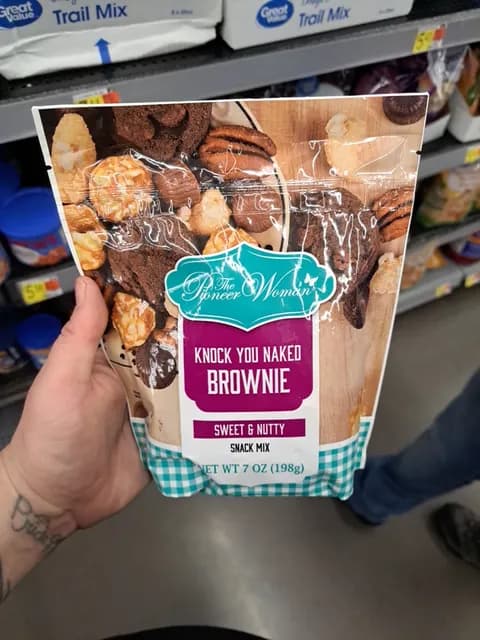 Great Value
Trail Mix
Great Value
Trail Mix
The
Pioneer Woman
KNOCK YOU NAKED
BROWNIE
SWEET & NUTTY
SNACK MIX
NET WT 7 OZ (198g)